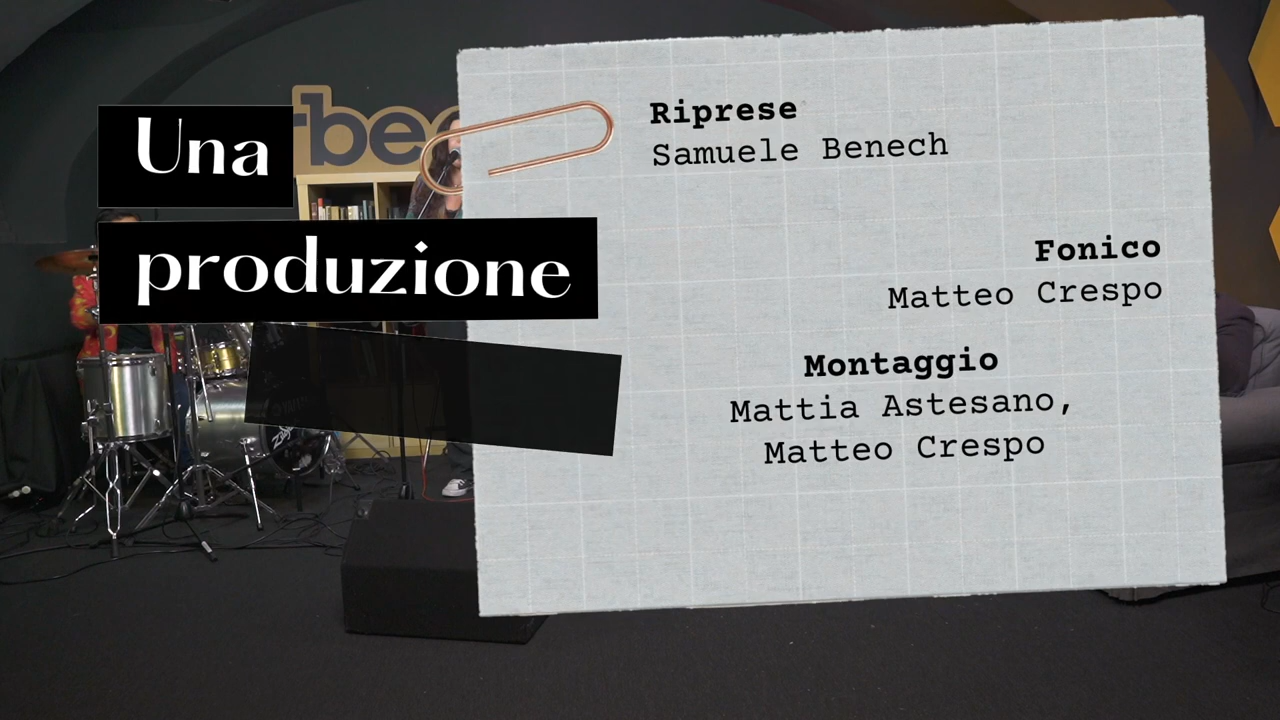 Una
produzione
Riprese
Samuele Benech
Fonico
Matteo Crespo
Montaggio
Mattia Astesano,
Matteo Crespo